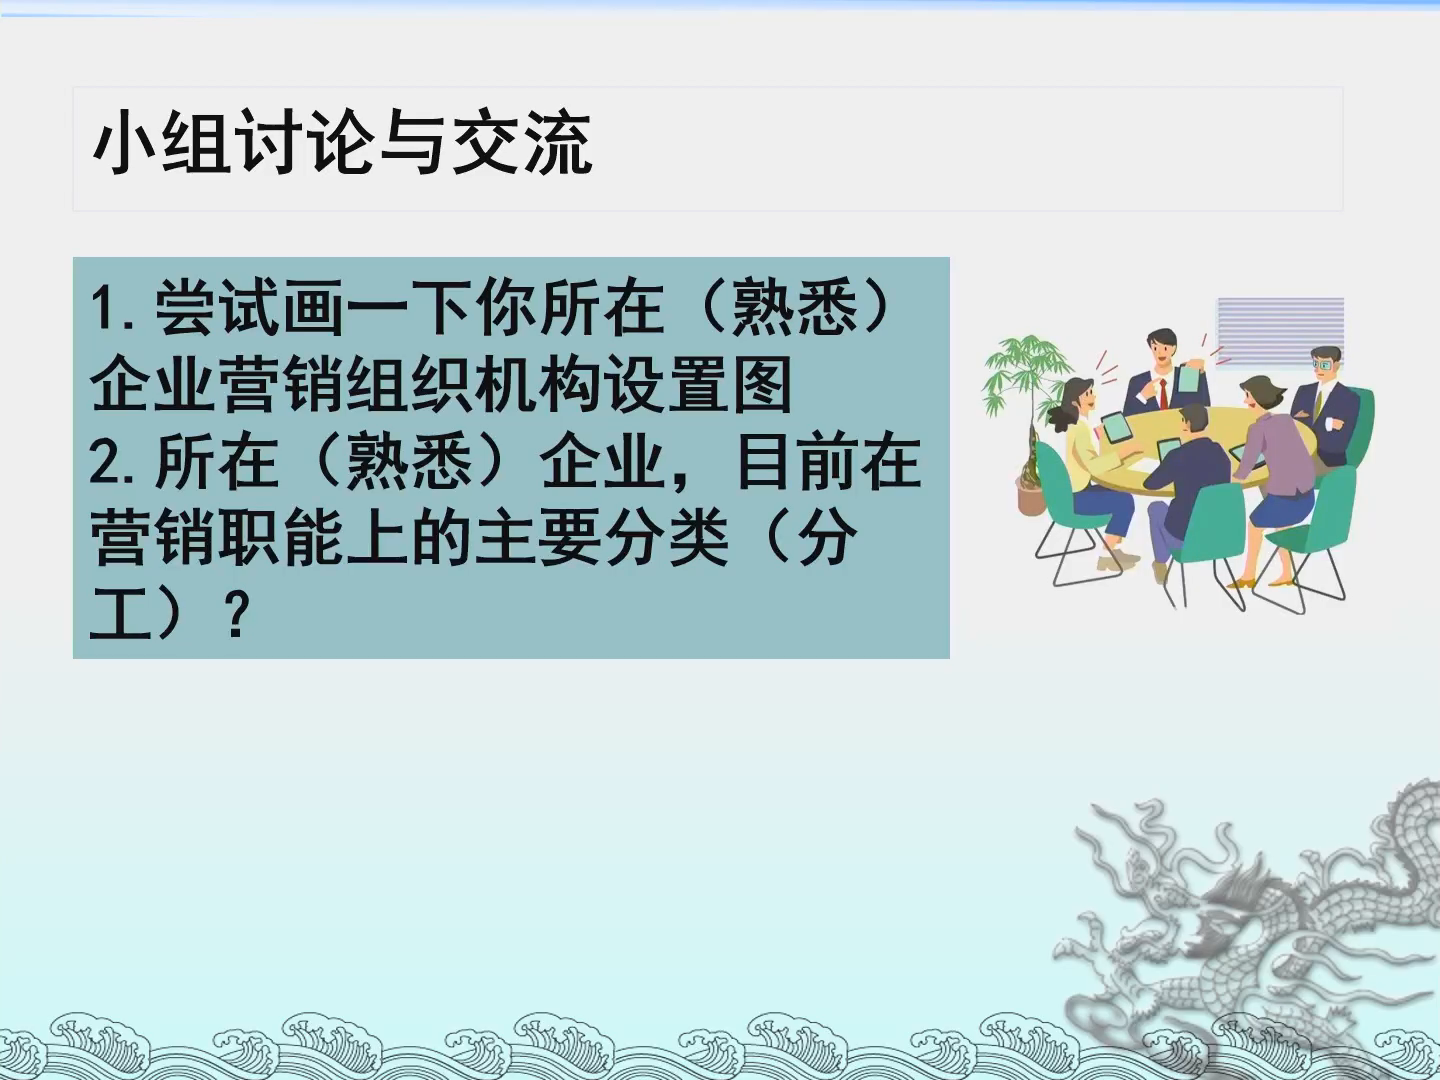 小组讨论与交流
1.尝试画一下你所在（熟悉）
企业营销组织机构设置图
2.所在（熟悉）企业，目前在
营销职能上的主要分类（分
工）？